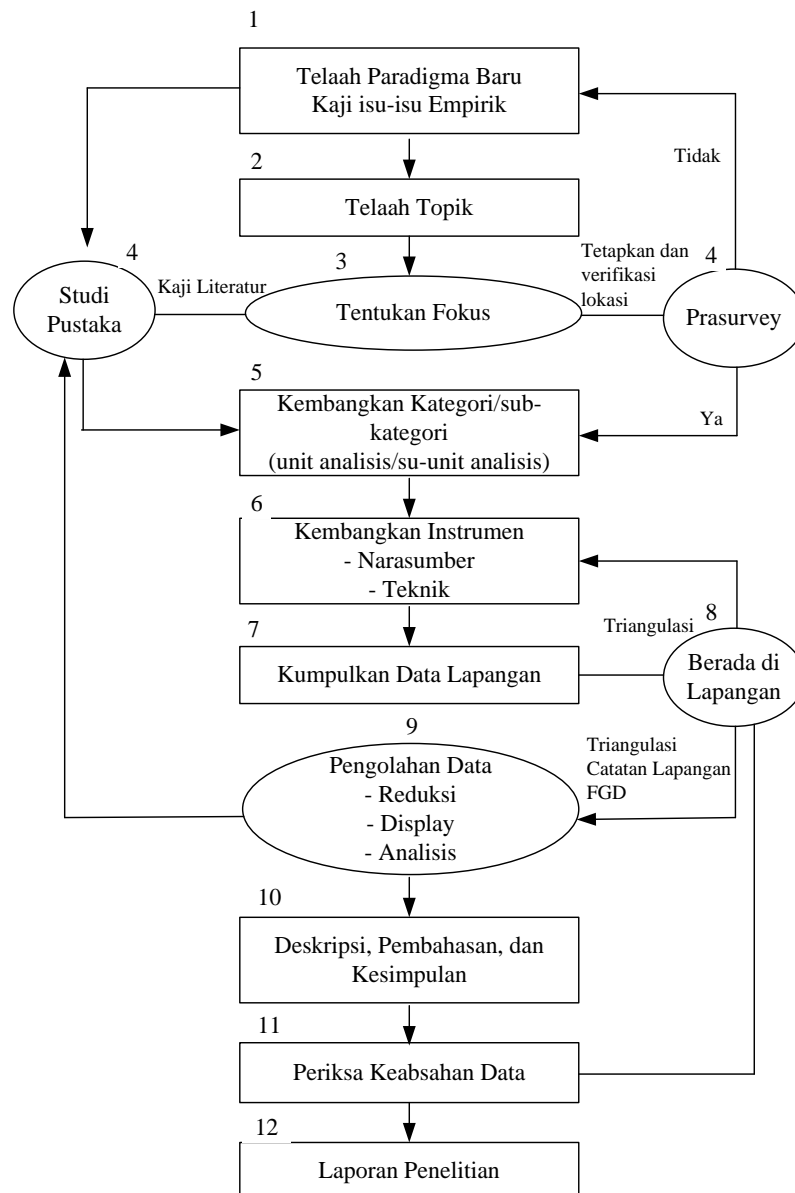 1
Telaah Paradigma Baru
Kaji isu-isu Empirik
Tidak
2
Telaah Topik
4
Studi
Pustaka
Kaji Literatur
3
Tentukan Fokus
Tetapkan dan
verifikasi
lokasi
4
Prasurvey
5
Kembangkan Kategori/sub-
kategori
(unit analisis/su-unit analisis)
Ya
6
Kembangkan Instrumen
- Narasumber
- Teknik
7
Kumpulkan Data Lapangan
Triangulasi
8
Berada di
Lapangan
9
Pengolahan Data
- Reduksi
- Display
- Analisis
Triangulasi
Catatan Lapangan
FGD
10
Deskripsi, Pembahasan, dan
Kesimpulan
11
Periksa Keabsahan Data
12
Laporan Penelitian